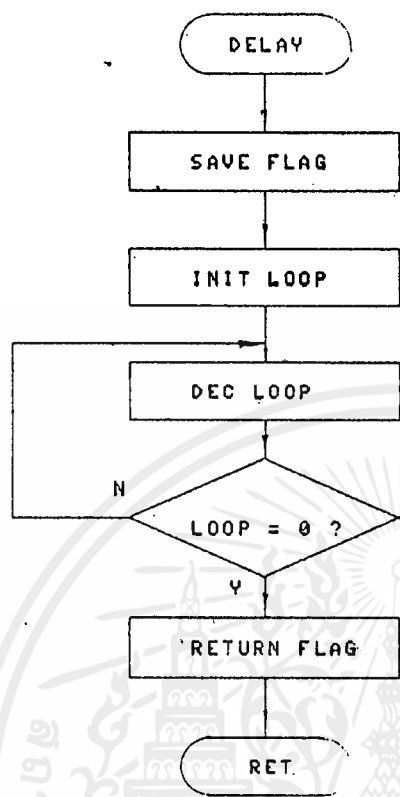 DELAY
SAVE FLAG
INIT LOOP
DEC LOOP
N
LOOP = 0 ?
Y
RETURN FLAG
RET